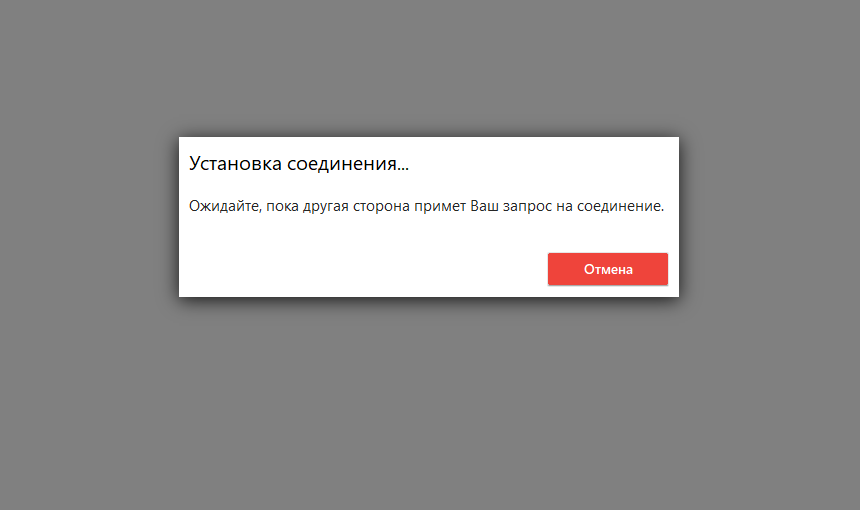 Установка соединения...
Ожидайте, пока другая сторона примет Ваш запрос на соединение.
Отмена